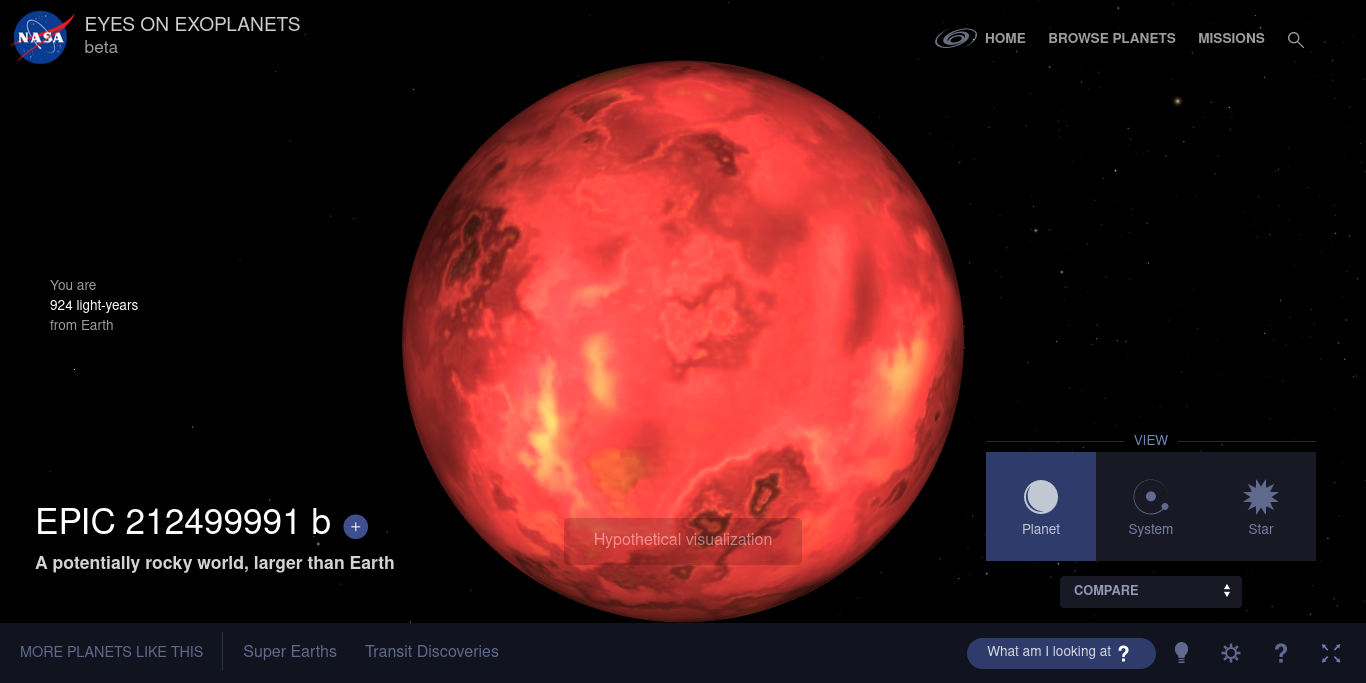 NASA
EYES ON EXOPLANETS
beta
HOME
BROWSE PLANETS
MISSIONS
You are
924 light-years
from Earth
VIEW
Planet
System
Star
EPIC 212499991 b +
A potentially rocky world, larger than Earth
Hypothetical visualization
COMPARE
MORE PLANETS LIKE THIS
Super Earths
Transit Discoveries
What am I looking at ?
?